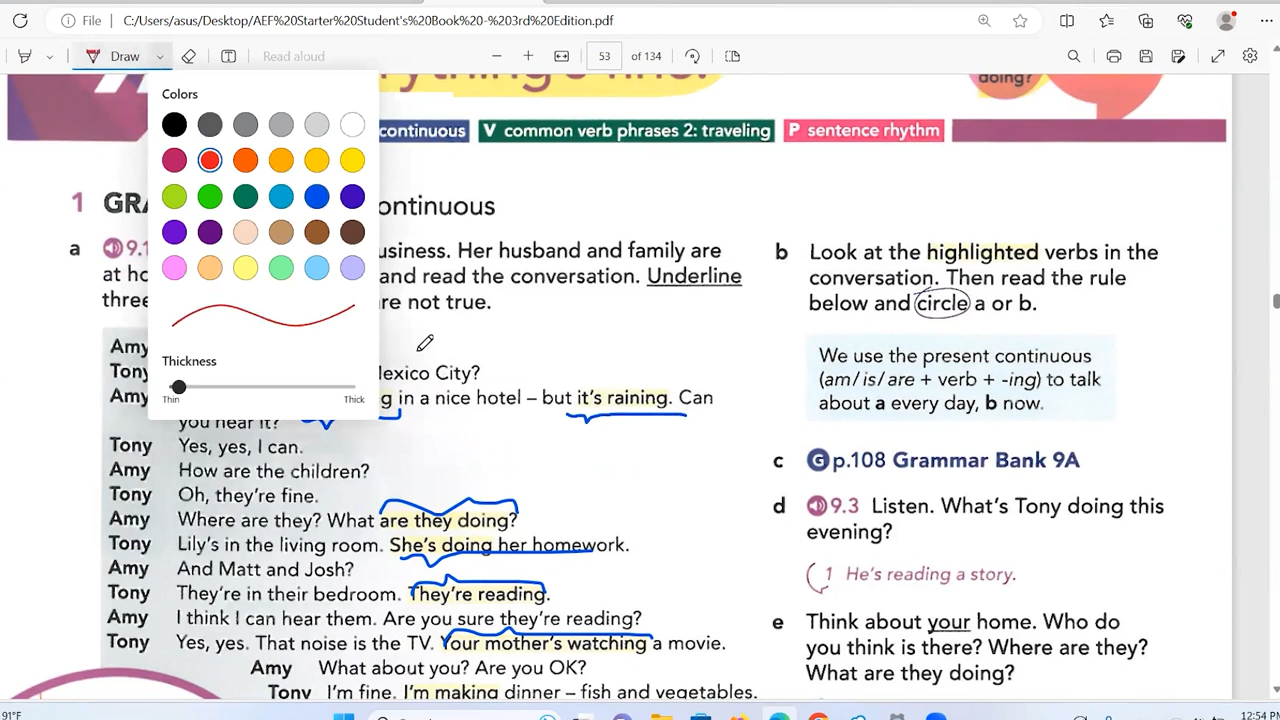 File C:/Users/asus/Desktop/AEF%20Starter%20Student's%20Book%20-%203rd%20Edition.pdf
Draw Read aloud 53 of 134
doing?
continuous V common verb phrases 2: traveling P sentence rhythm
Colors
Thickness
Thin Thick
1 GRA ontinuous
a 9.1 usiness. Her husband and family are
at ho and read the conversation. Underline
three re not true.
Amy
Tony Mexico City?
Amy g in a nice hotel – but it's raining. Can
you hear it?
Tony Yes, yes, I can.
Amy How are the children?
Tony Oh, they're fine.
Amy Where are they? What are they doing?
Tony Lily's in the living room. She's doing her homework.
Amy And Matt and Josh?
Tony They're in their bedroom. They're reading.
Amy I think I can hear them. Are you sure they're reading?
Tony Yes, yes. That noise is the TV. Your mother's watching a movie.
Amy What about you? Are you OK?
Tony I'm fine. I'm making dinner – fish and vegetables.
b Look at the highlighted verbs in the
conversation. Then read the rule
below and circle a or b.
We use the present continuous
(am / is / are + verb + -ing) to talk
about a every day, b now.
c G p.108 Grammar Bank 9A
d 9.3 Listen. What's Tony doing this
evening?
1 He's reading a story.
e Think about your home. Who do
you think is there? Where are they?
What are they doing?
91°F 12:54 PM